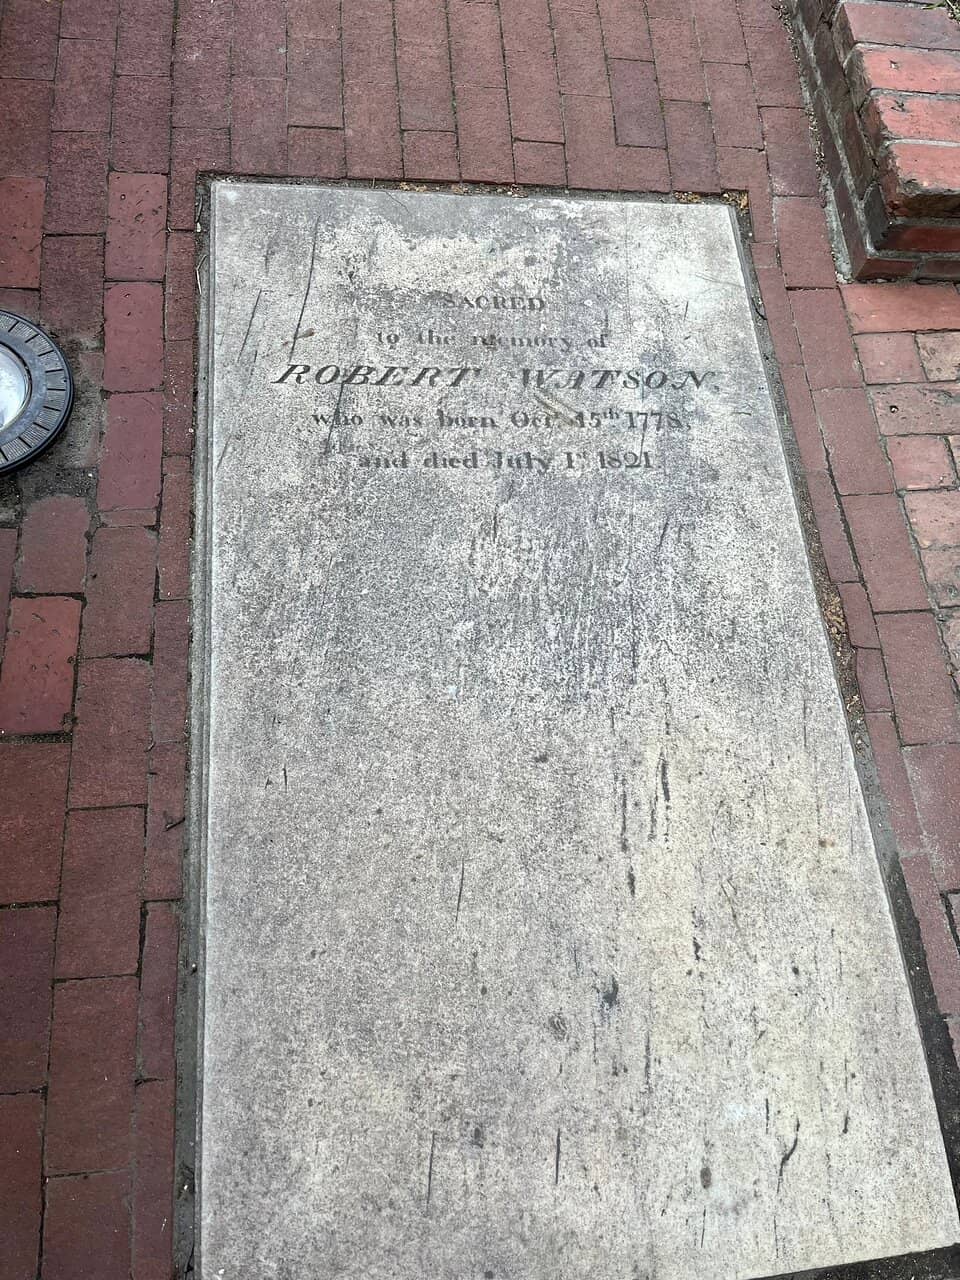 SACRED
to the memory of
ROBERT WATSON,
who was born Oct. 15th 1778,
and died July 1st 1821.